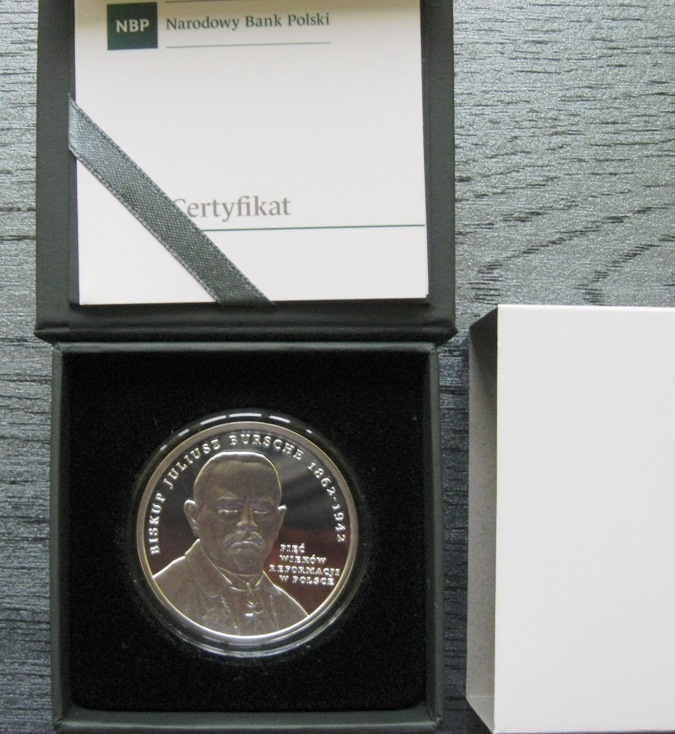 NBP
Narodowy Bank Polski
Certyfikat
BISKUP JULIUSZ BURSCHE 1862-1942
PIĘĆ
WIEKÓW
REFORMACJI
W POLSCE